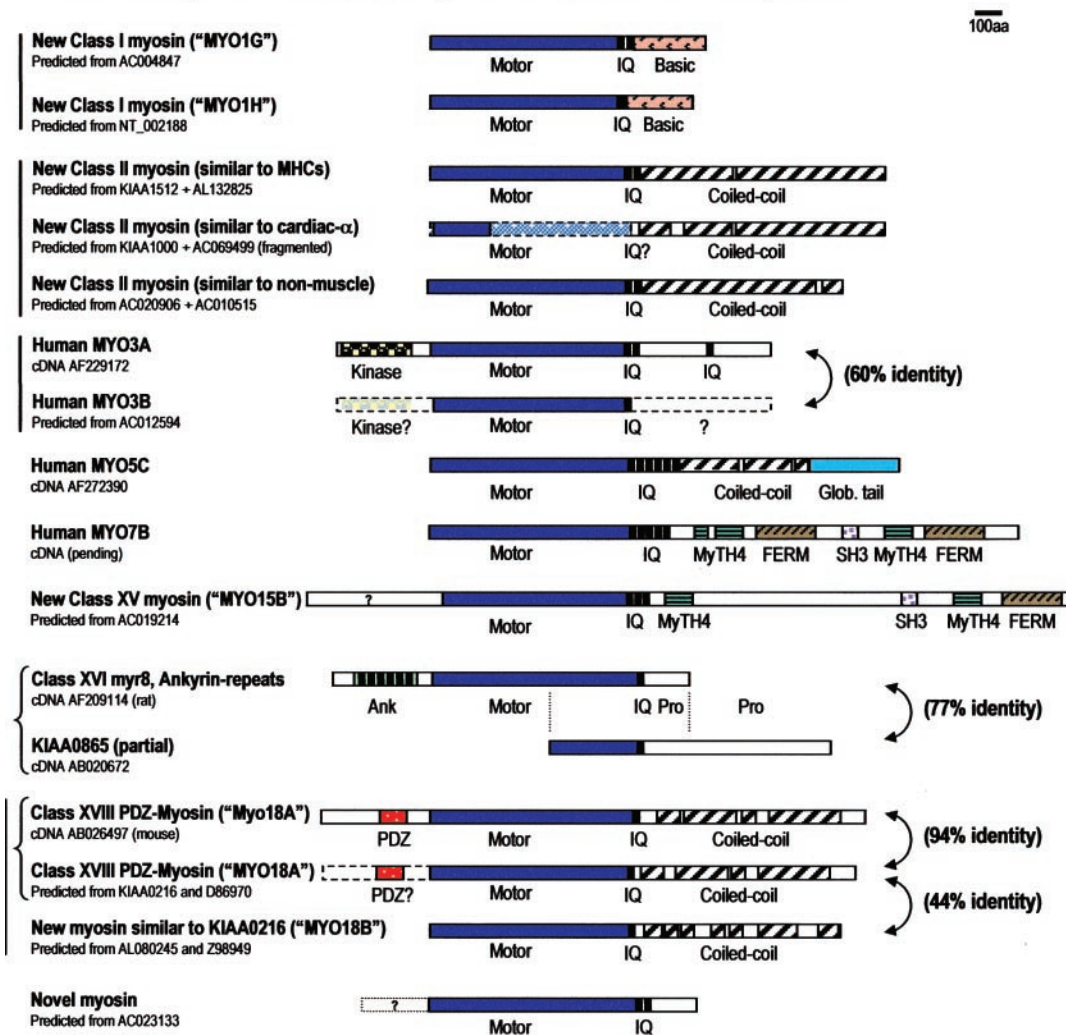 100aa
New Class I myosin ("MYO1G")
Predicted from AC004847
Motor IQ Basic
New Class I myosin ("MYO1H")
Predicted from NT_002188
Motor IQ Basic
New Class II myosin (similar to MHCs)
Predicted from KIAA1512 + AL132825
Motor IQ Coiled-coil
New Class II myosin (similar to cardiac-α)
Predicted from KIAA1000 + AC069499 (fragmented)
Motor IQ? Coiled-coil
New Class II myosin (similar to non-muscle)
Predicted from AC020906 + AC010515
Motor IQ Coiled-coil
Human MYO3A
cDNA AF229172
Kinase Motor IQ IQ
(60% identity)
Human MYO3B
Predicted from AC012594
Kinase? Motor IQ ?
Human MYO5C
cDNA AF272390
Motor IQ Coiled-coil Glob. tail
Human MYO7B
cDNA (pending)
Motor IQ MyTH4 FERM SH3 MyTH4 FERM
New Class XV myosin ("MYO15B")
Predicted from AC019214
?
Motor IQ MyTH4 SH3 MyTH4 FERM
Class XVI myr8, Ankyrin-repeats
cDNA AF209114 (rat)
Ank Motor IQ Pro Pro
(77% identity)
KIAA0865 (partial)
cDNA AB020672
Class XVIII PDZ-Myosin ("Myo18A")
cDNA AB026497 (mouse)
PDZ Motor IQ Coiled-coil
(94% identity)
Class XVIII PDZ-Myosin ("MYO18A")
Predicted from KIAA0216 and D86970
PDZ? Motor IQ Coiled-coil
(44% identity)
New myosin similar to KIAA0216 ("MYO18B")
Predicted from AL080245 and Z98949
Motor IQ Coiled-coil
Novel myosin
Predicted from AC023133
?
Motor IQ